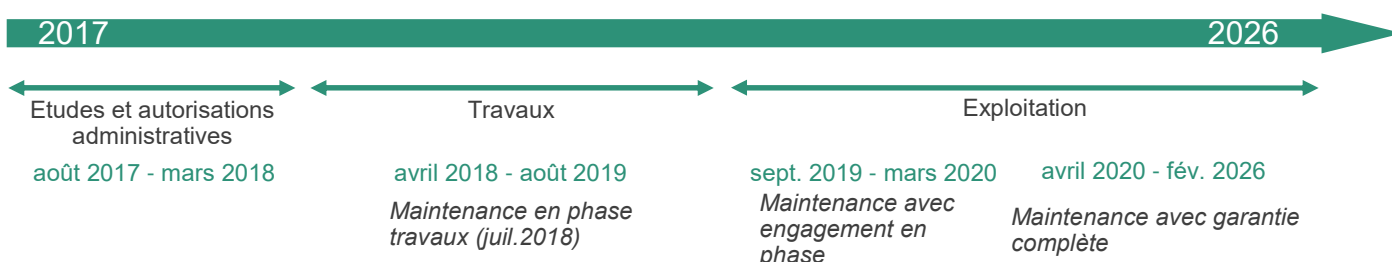 2017
2026
Etudes et autorisations
administratives
août 2017 - mars 2018
Travaux
avril 2018 - août 2019
Maintenance en phase
travaux (juil.2018)
Exploitation
sept. 2019 - mars 2020
Maintenance avec
engagement en
phase
avril 2020 - fév. 2026
Maintenance avec garantie
complète